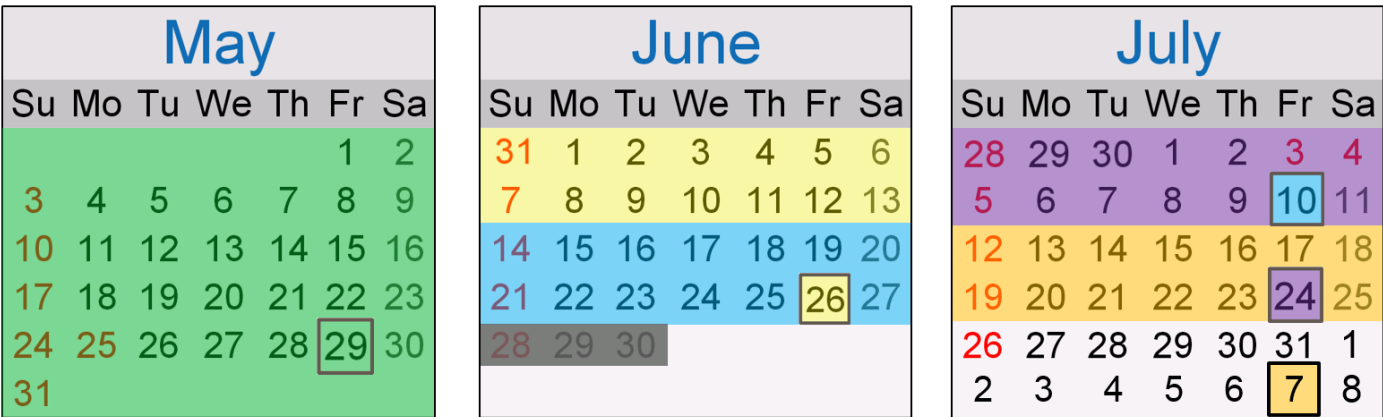 May
Su Mo Tu We Th Fr Sa
1 2
3 4 5 6 7 8 9
10 11 12 13 14 15 16
17 18 19 20 21 22 23
24 25 26 27 28 29 30
31
June
Su Mo Tu We Th Fr Sa
31 1 2 3 4 5 6
7 8 9 10 11 12 13
14 15 16 17 18 19 20
21 22 23 24 25 26 27
28 29 30
July
Su Mo Tu We Th Fr Sa
28 29 30 1 2 3 4
5 6 7 8 9 10 11
12 13 14 15 16 17 18
19 20 21 22 23 24 25
26 27 28 29 30 31 1
2 3 4 5 6 7 8